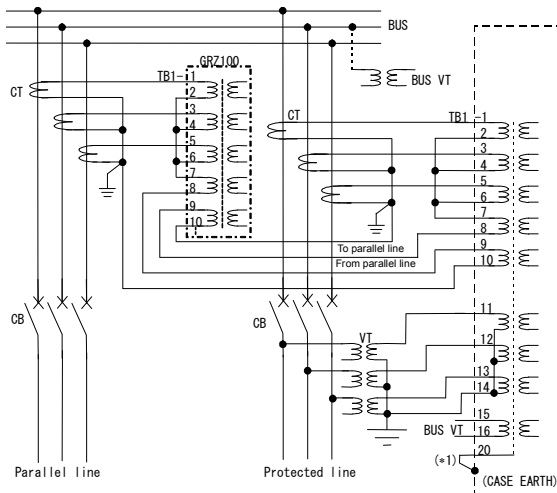 BUS
GRZ100
BUS VT
CT
TB1- 1
2
3
4
5
6
7
8
9
10
CT
TB1 -1
2
3
4
5
6
7
8
9
10
To parallel line
From parallel line
CB
CB
VT
11
12
13
14
15
BUS VT
16
20
(*1)
(CASE EARTH)
Parallel line
Protected line